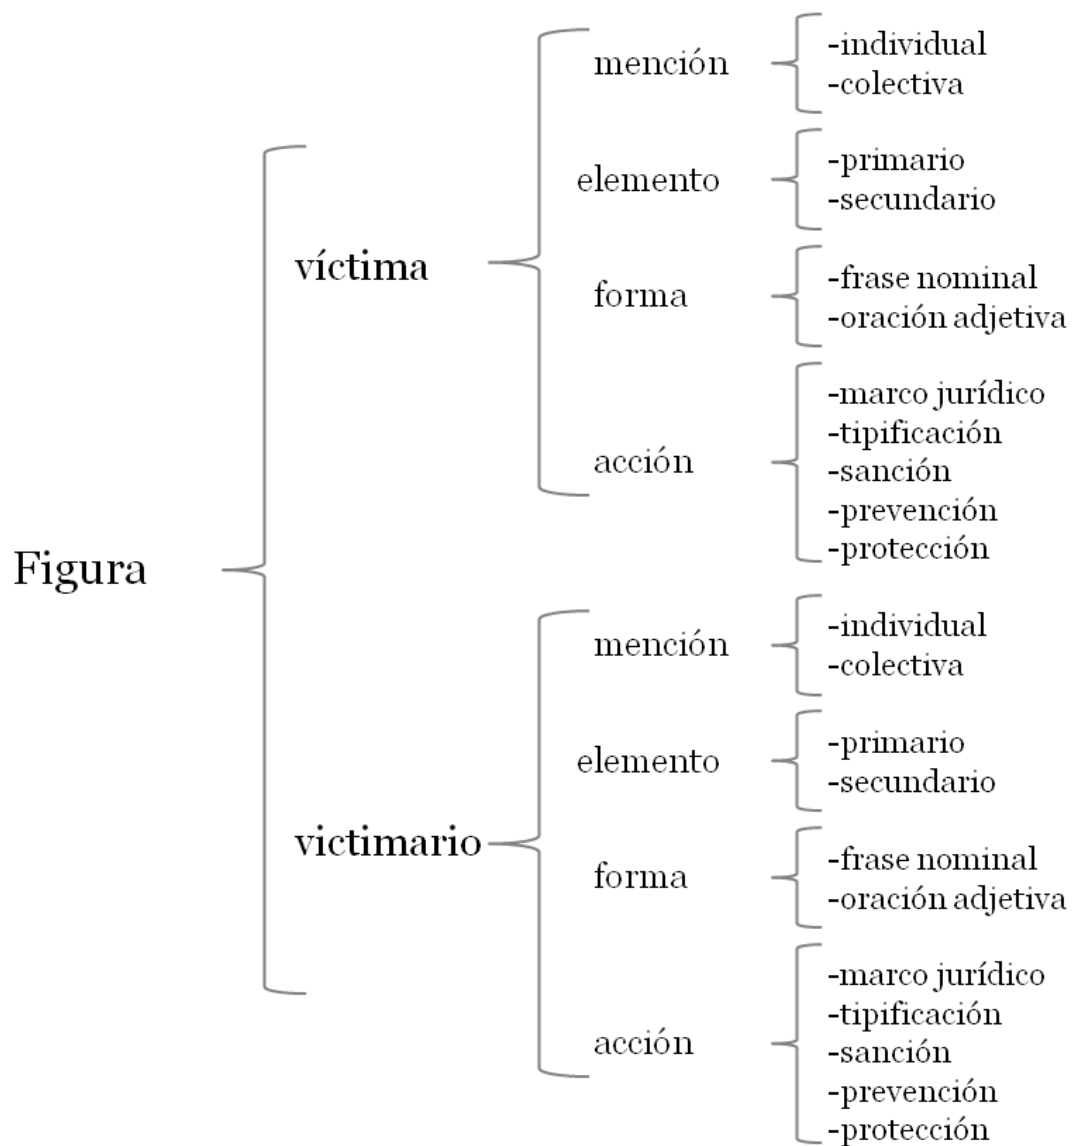 Figura
víctima
mención
-individual
-colectiva
elemento
-primario
-secundario
forma
-frase nominal
-oración adjetiva
acción
-marco jurídico
-tipificación
-sanción
-prevención
-protección
victimario
mención
-individual
-colectiva
elemento
-primario
-secundario
forma
-frase nominal
-oración adjetiva
acción
-marco jurídico
-tipificación
-sanción
-prevención
-protección